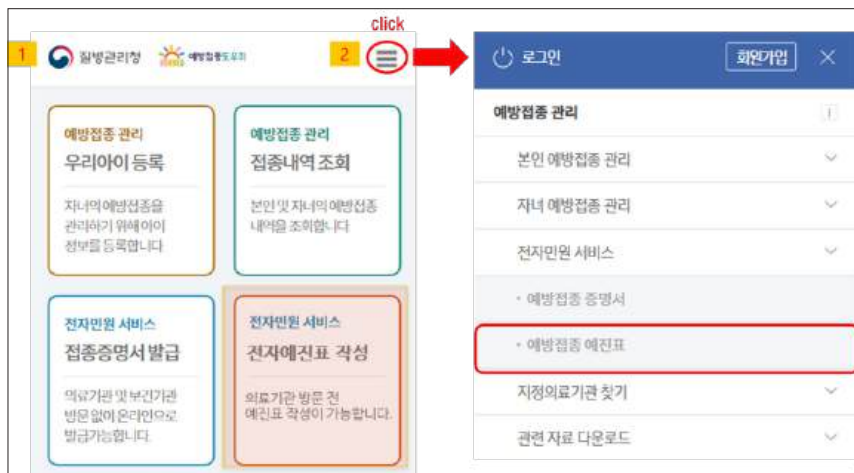 click
1
질병관리청
예방접종도우미
2
예방접종 관리
우리아이 등록
자녀의 예방접종을
관리하기 위해 아이
정보를 등록합니다.
예방접종 관리
접종내역 조회
본인 및 자녀의 예방접종
내역을 조회합니다.
전자민원 서비스
접종증명서 발급
의료기관 및 보건기관
방문 없이 온라인으로
발급가능합니다.
전자민원 서비스
전자예진표 작성
의료기관 방문 전
예진표 작성이 가능합니다.
로그인
회원가입
예방접종 관리
본인 예방접종 관리
자녀 예방접종 관리
전자민원 서비스
• 예방접종 증명서
• 예방접종 예진표
지정의료기관 찾기
관련 자료 다운로드